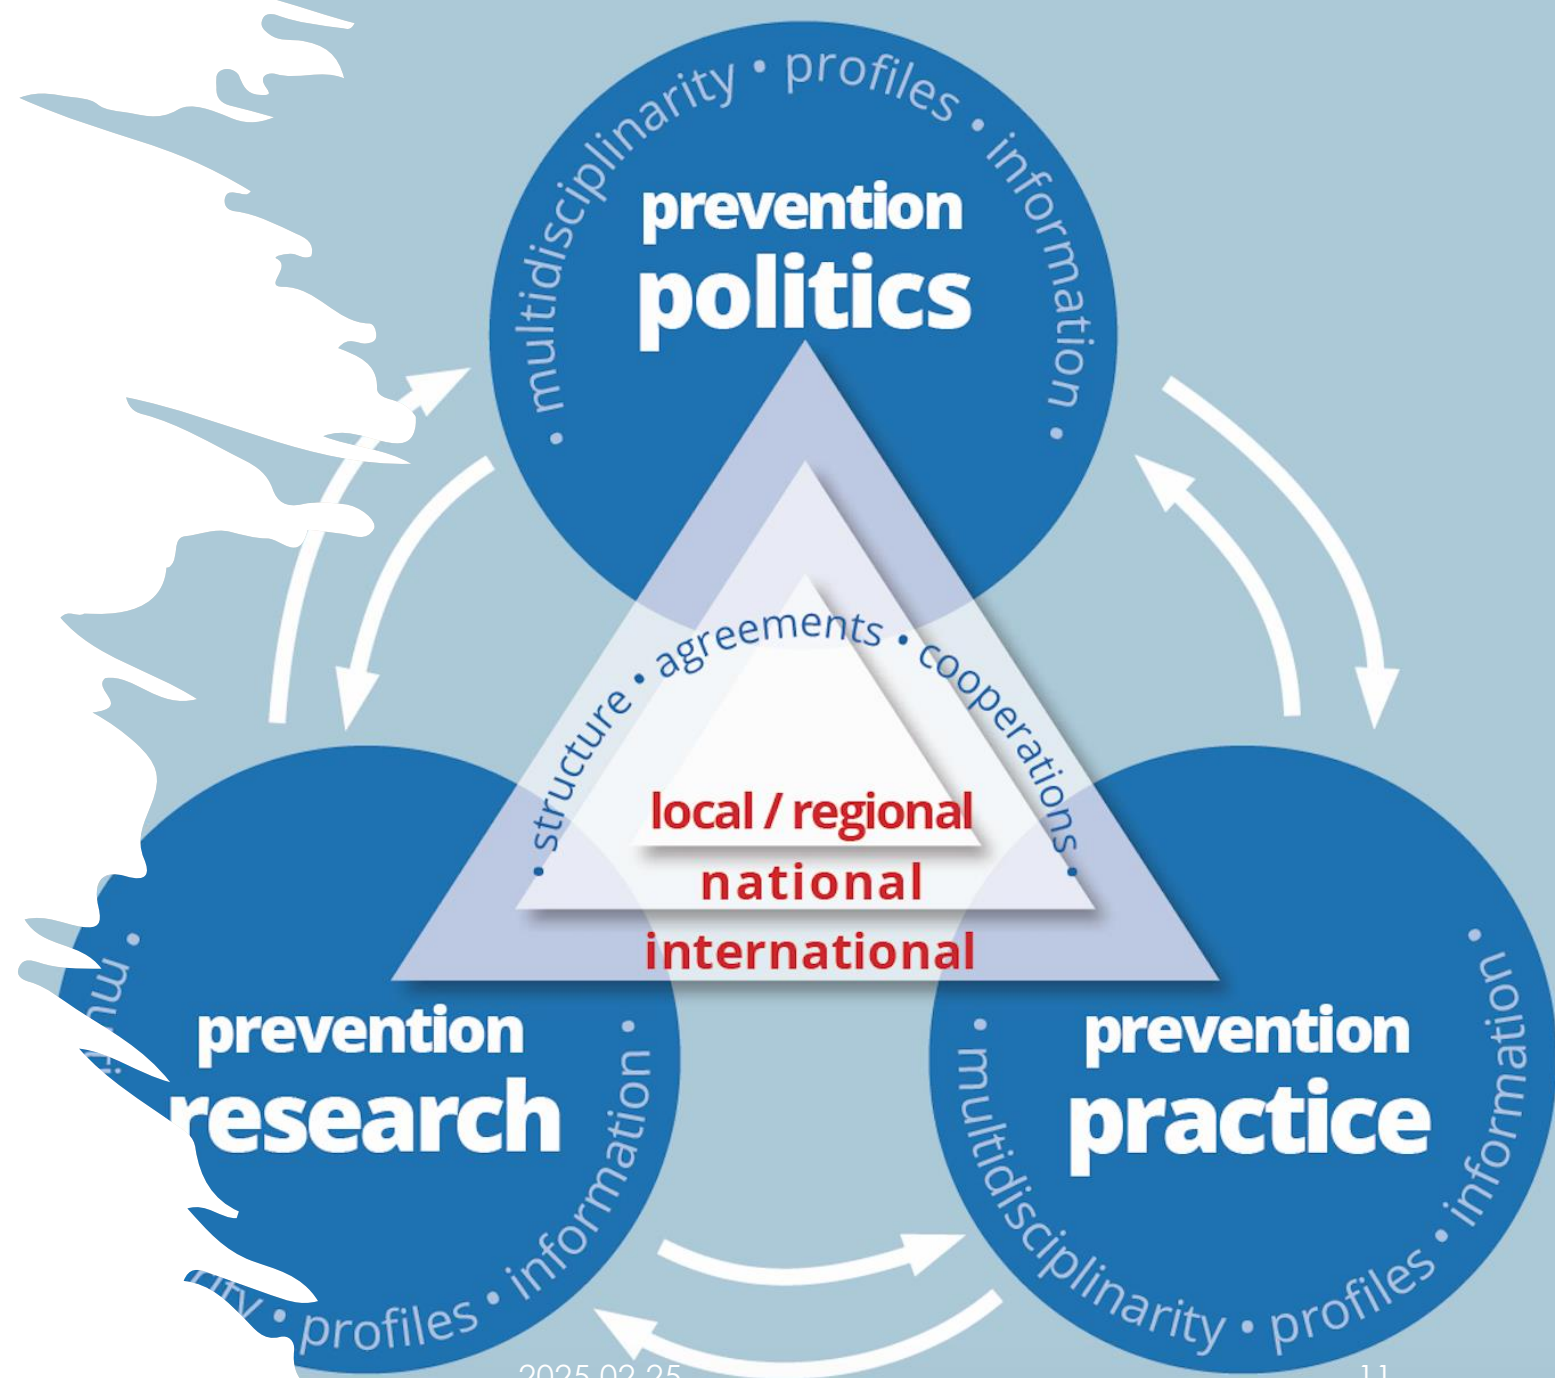 • multidisciplinarity • profiles • information •
prevention
politics
• structure • agreements • cooperations •
local / regional
national
international
prevention
research
• profiles • information •
prevention
practice
• multidisciplinarity • profiles • information •
2025-02-25
11